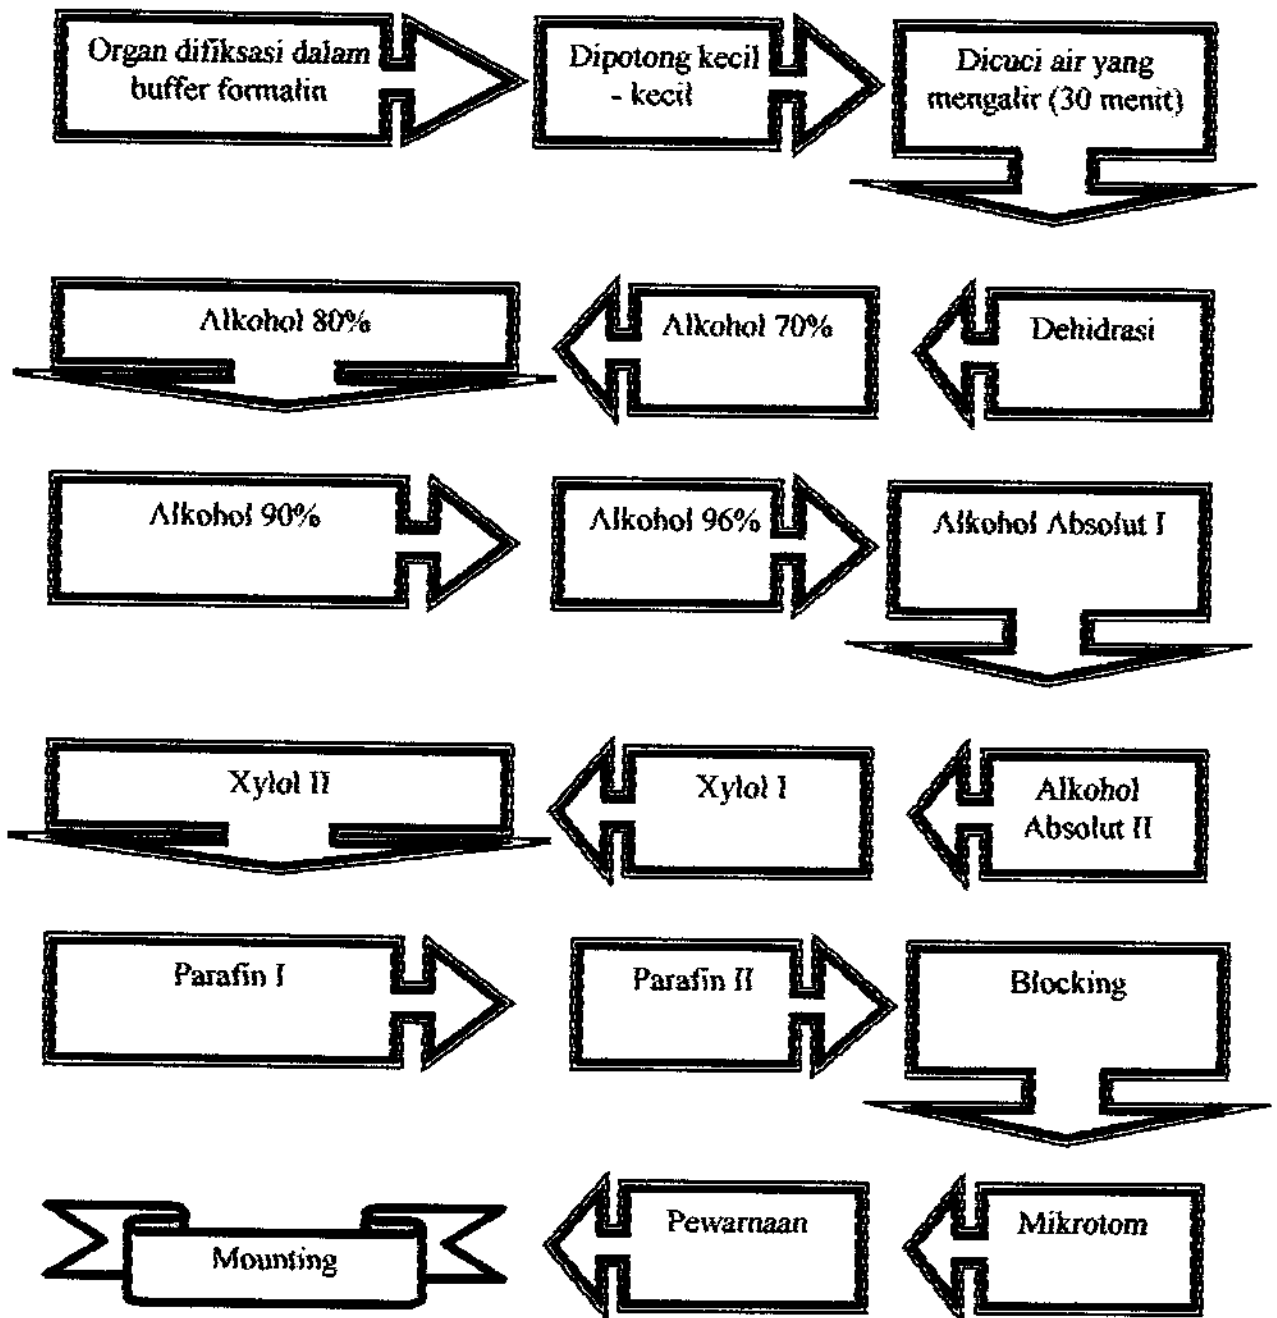 Organ difiksasi dalam
buffer formalin
Dipotong kecil
- kecil
Dicuci air yang
mengalir (30 menit)
Dehidrasi
Alkohol 70%
Alkohol 80%
Alkohol 90%
Alkohol 96%
Alkohol Absolut I
Alkohol
Absolut II
Xylol I
Xylol II
Parafin I
Parafin II
Blocking
Mikrotom
Pewarnaan
Mounting